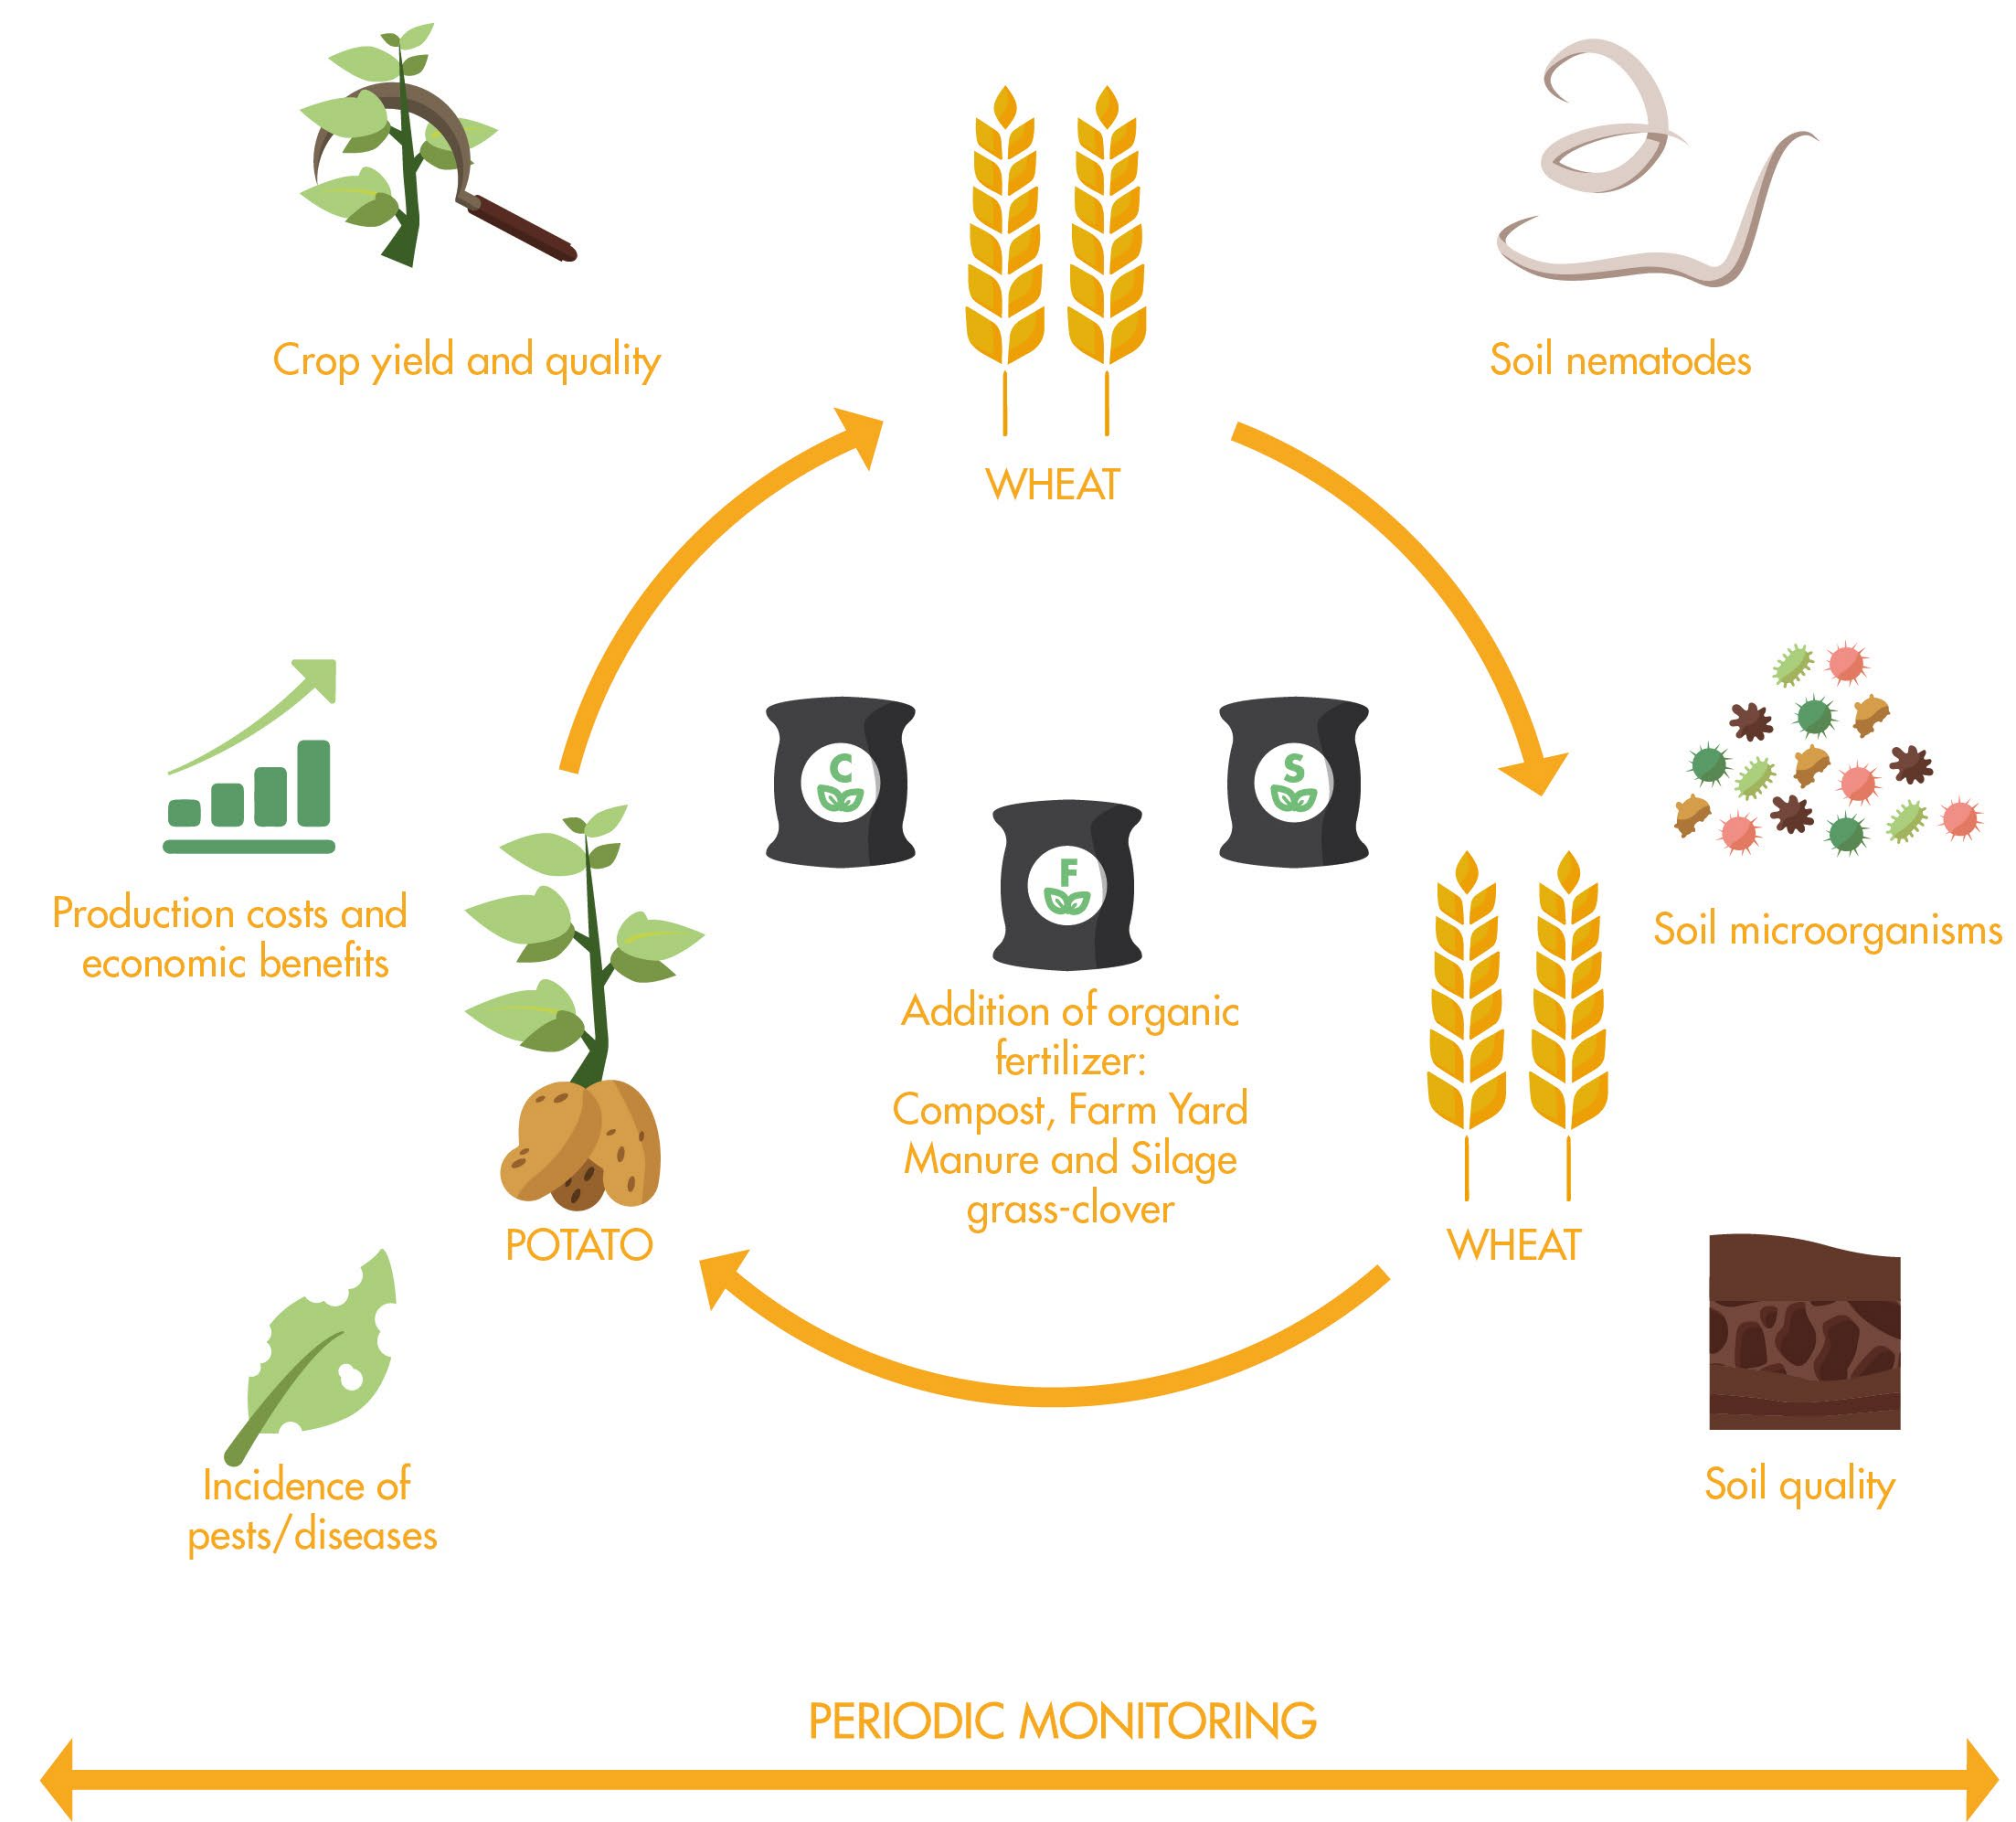 Crop yield and quality
Soil nematodes
WHEAT
C
S
F
Production costs and
economic benefits
Soil microorganisms
Addition of organic
fertilizer:
Compost, Farm Yard
Manure and Silage
grass-clover
POTATO
WHEAT
Incidence of
pests/diseases
Soil quality
PERIODIC MONITORING